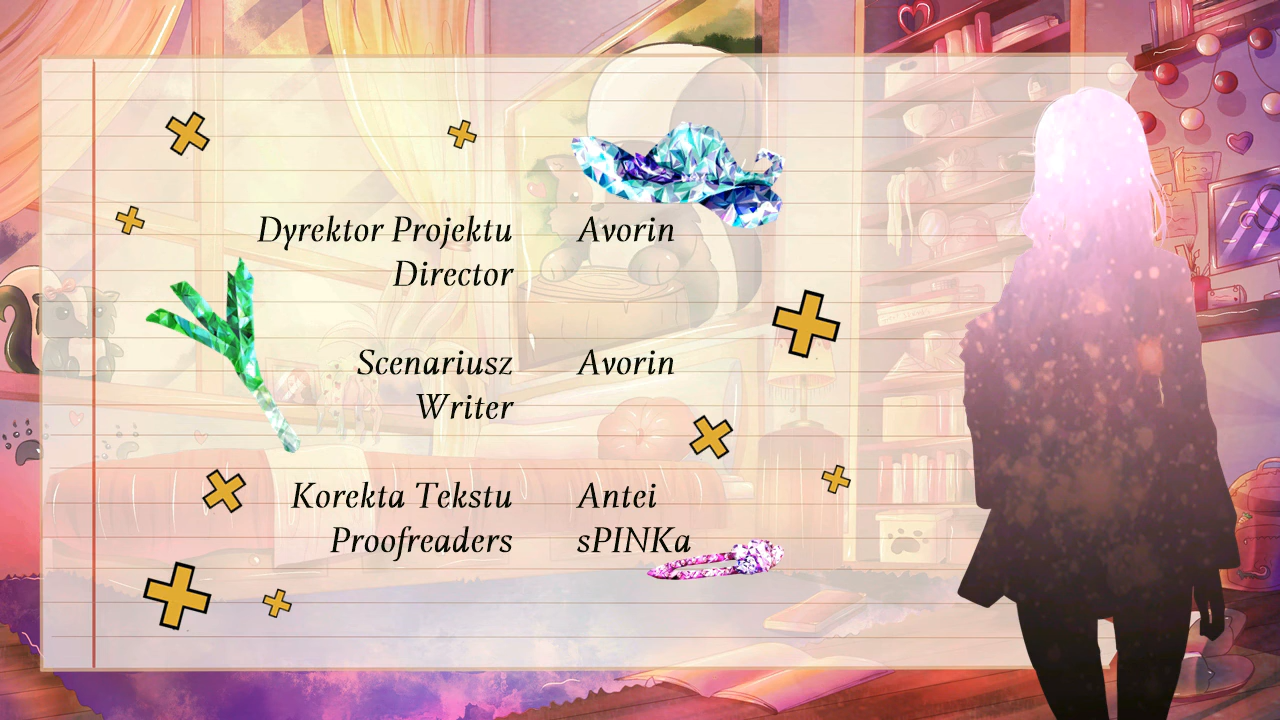 Dyrektor Projektu Avorin
Director
Scenariusz Avorin
Writer
Korekta Tekstu Antei
Proofreaders sPINKa